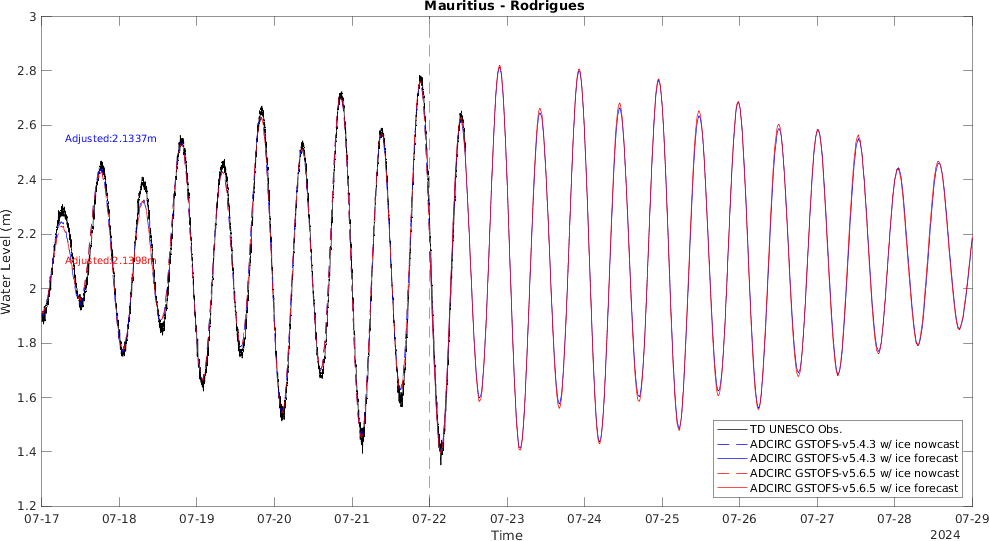 Mauritius - Rodrigues
3
2.8
2.6
2.4
2.2
2
1.8
1.6
1.4
1.2
Water Level (m)
Adjusted:2.1337m
Adjusted:2.1398m
TD UNESCO Obs.
ADCIRC GSTOFS-v5.4.3 w/ ice nowcast
ADCIRC GSTOFS-v5.4.3 w/ ice forecast
ADCIRC GSTOFS-v5.6.5 w/ ice nowcast
ADCIRC GSTOFS-v5.6.5 w/ ice forecast
07-17 07-18 07-19 07-20 07-21 07-22 07-23 07-24 07-25 07-26 07-27 07-28 07-29
Time
2024